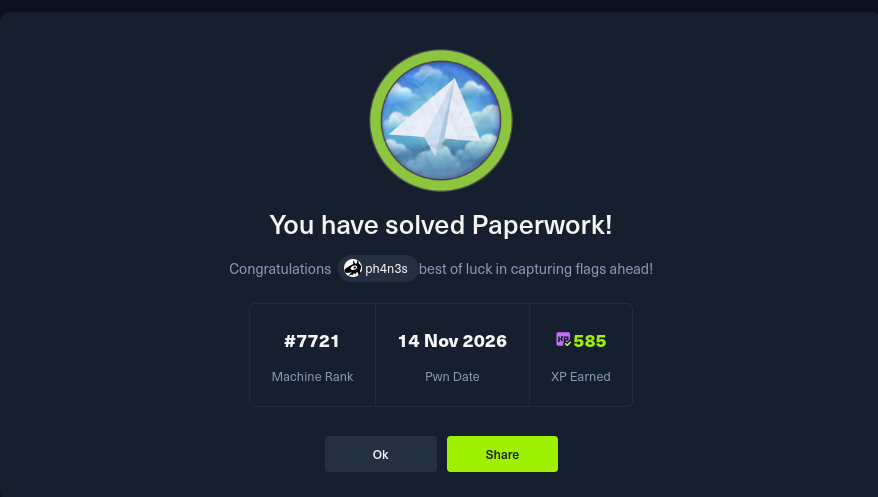 You have solved Paperwork!
Congratulations ph4n3s best of luck in capturing flags ahead!
#7721 14 Nov 2026 XP 585
Machine Rank Pwn Date XP Earned
Ok Share